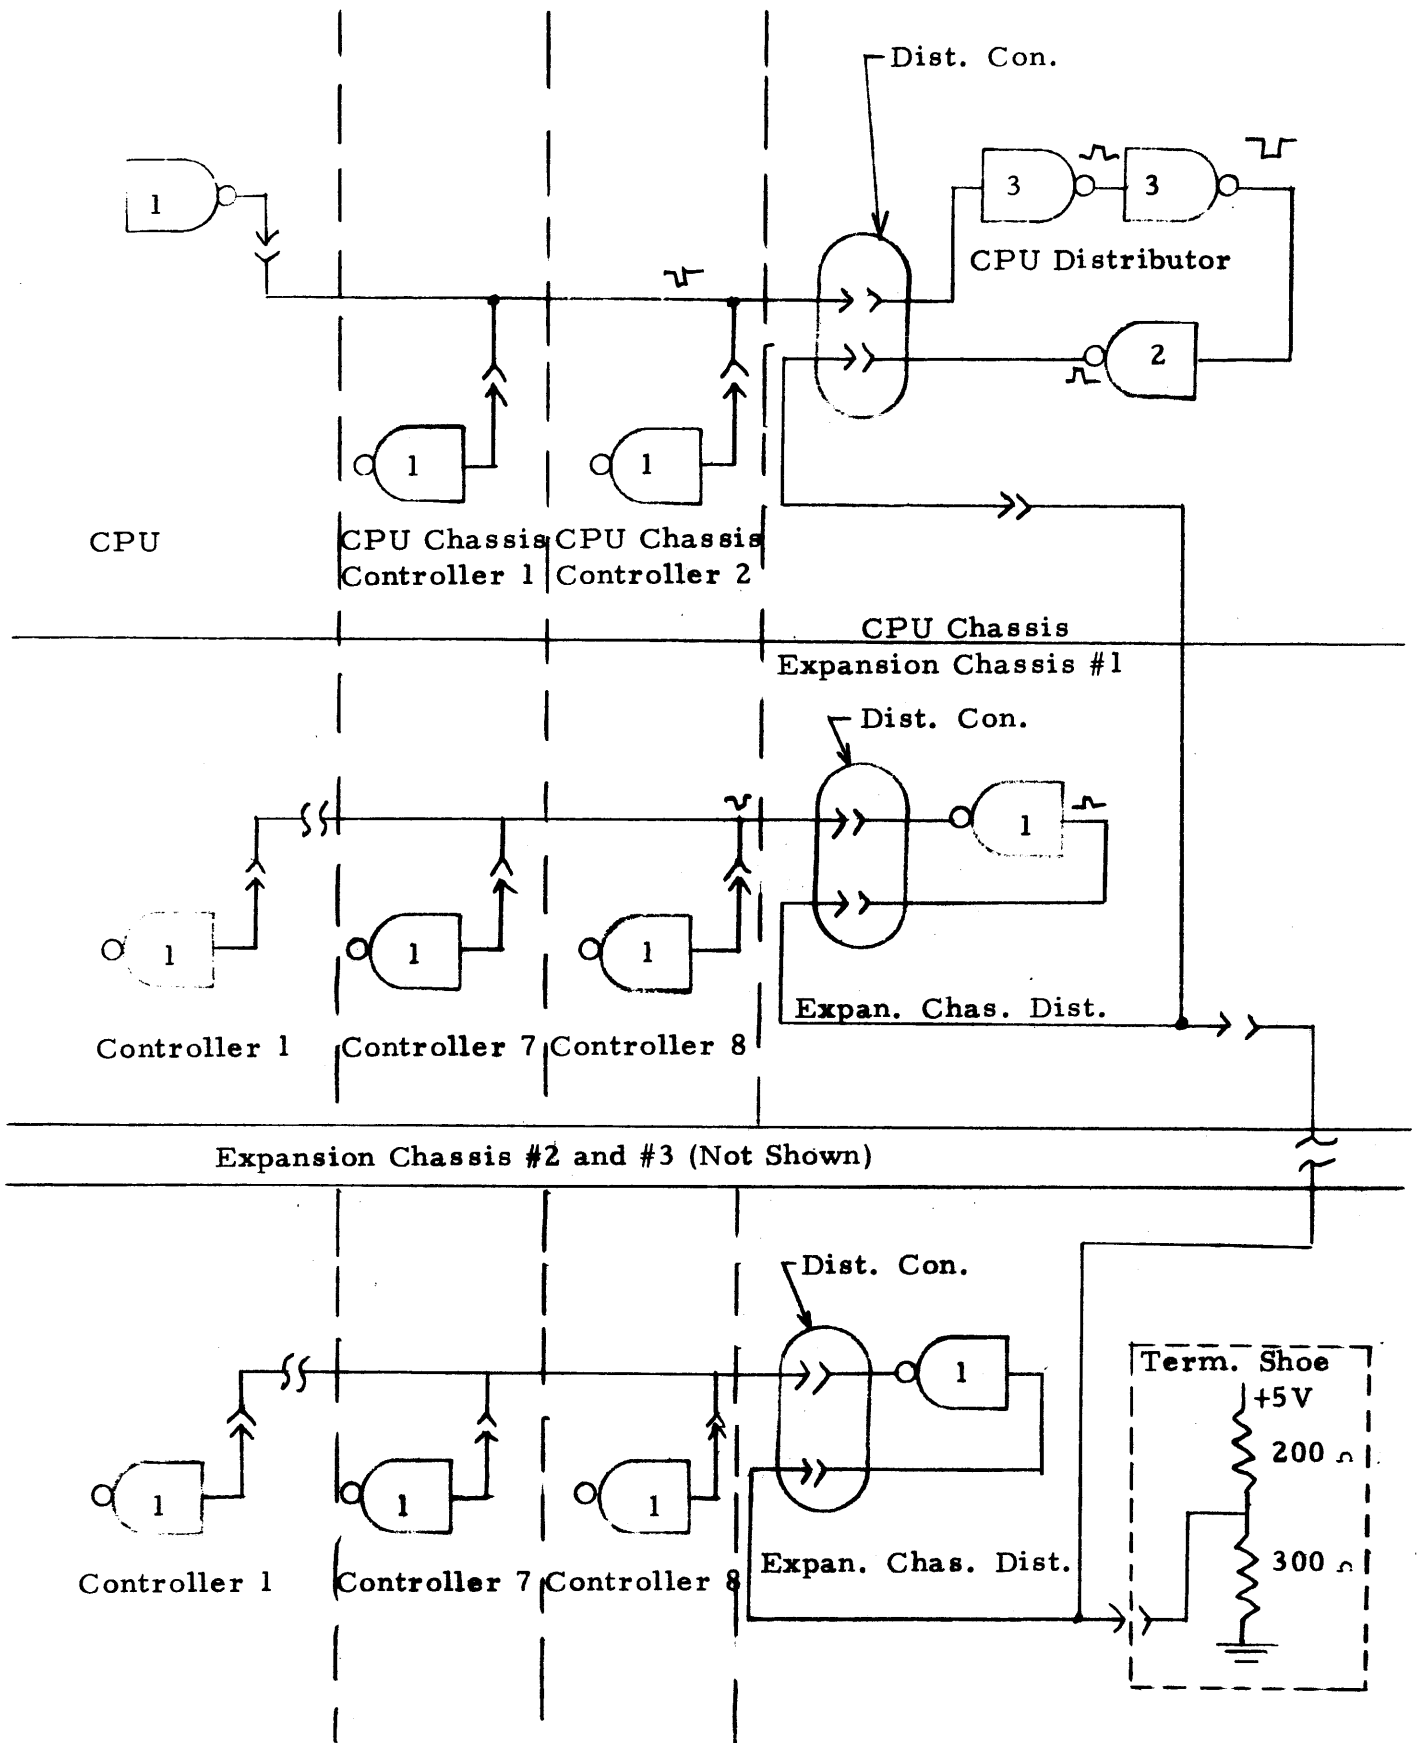 Dist. Con.
1
3
3
CPU Distributor
2
1
1
CPU
CPU Chassis
Controller 1
CPU Chassis
Controller 2
CPU Chassis
Expansion Chassis #1
Dist. Con.
1
1
1
1
Expan. Chas. Dist.
Controller 1
Controller 7
Controller 8
Expansion Chassis #2 and #3 (Not Shown)
Dist. Con.
1
Term. Shoe
+5V
200 Ω
1
1
1
300 Ω
Expan. Chas. Dist.
Controller 1
Controller 7
Controller 8